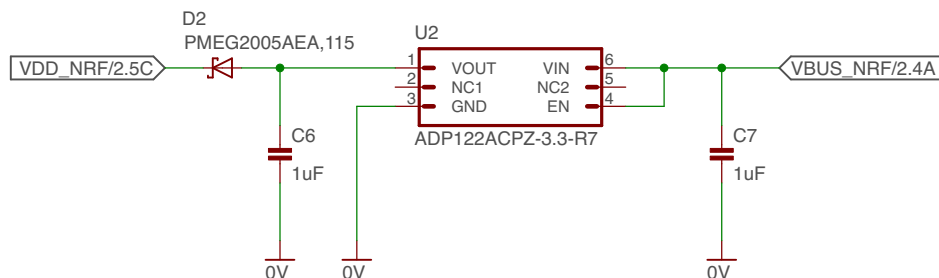 D2
PMEG2005AEA,115
U2
VDD_NRF/2.5C
1 VOUT VIN 6
2 NC1 NC2 5
3 GND EN 4
VBUS_NRF/2.4A
ADP122ACPZ-3.3-R7
C6
1uF
C7
1uF
0V
0V
0V